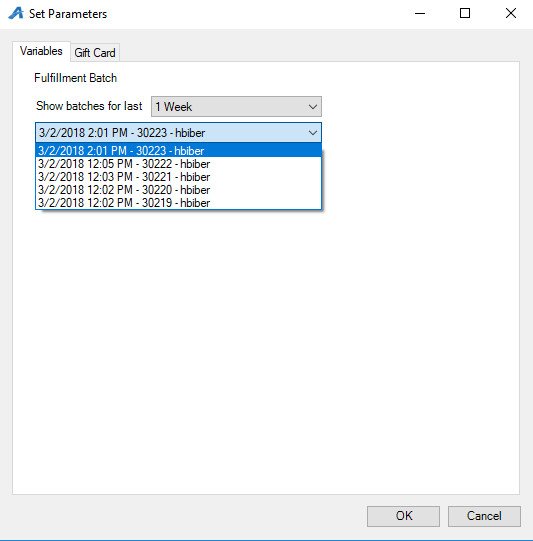 Set Parameters
Variables
Gift Card
Fulfillment Batch
Show batches for last
1 Week
3/2/2018 2:01 PM - 30223 - hbiber
3/2/2018 2:01 PM - 30223 - hbiber
3/2/2018 12:05 PM - 30222 - hbiber
3/2/2018 12:03 PM - 30221 - hbiber
3/2/2018 12:02 PM - 30220 - hbiber
3/2/2018 12:02 PM - 30219 - hbiber
OK
Cancel